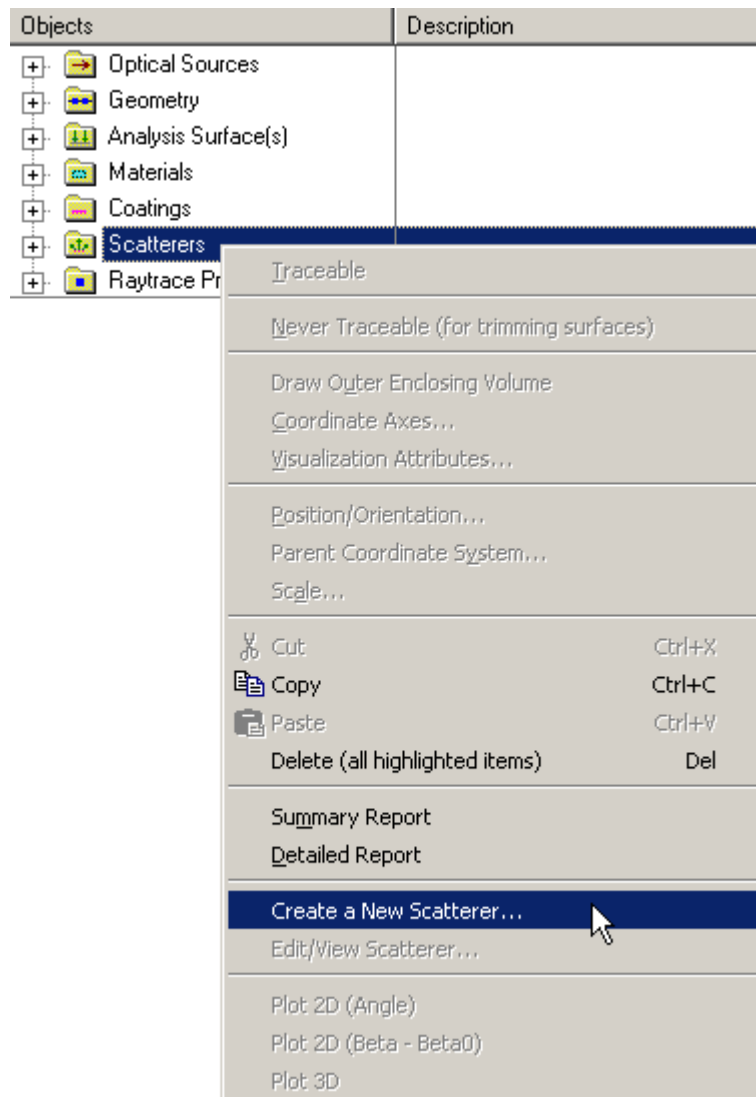 Objects Description
Optical Sources
Geometry
Analysis Surface(s)
Materials
Coatings
Scatterers
Raytrace Pr
Traceable
Never Traceable (for trimming surfaces)
Draw Outer Enclosing Volume
Coordinate Axes...
Visualization Attributes...
Position/Orientation...
Parent Coordinate System...
Scale...
Cut Ctrl+X
Copy Ctrl+C
Paste Ctrl+V
Delete (all highlighted items) Del
Summary Report
Detailed Report
Create a New Scatterer...
Edit/View Scatterer...
Plot 2D (Angle)
Plot 2D (Beta - Beta0)
Plot 3D